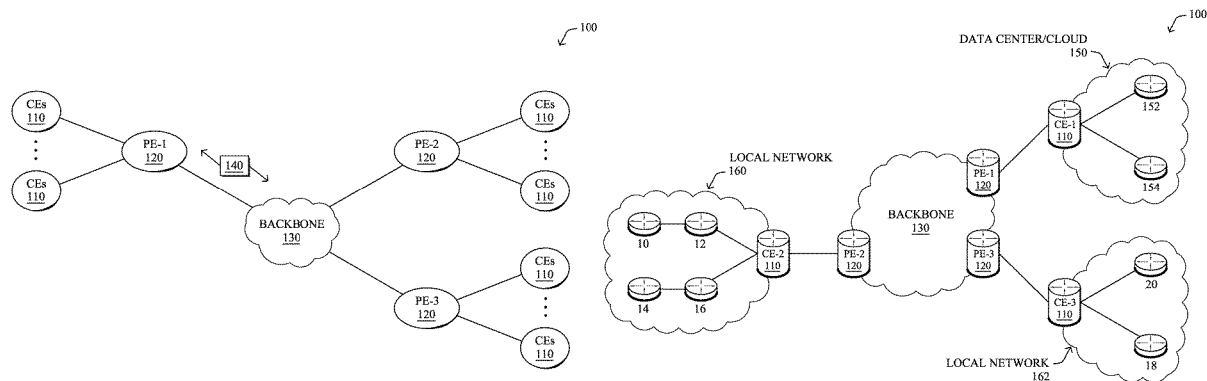 100
CEs
110
CEs
110
PE-1
120
140
BACKBONE
130
PE-2
120
CEs
110
CEs
110
PE-3
120
CEs
110
CEs
110
100
DATA CENTER/CLOUD
150
152
CE-1
110
154
PE-1
120
LOCAL NETWORK
160
10
12
14
16
CE-2
110
PE-2
120
BACKBONE
130
PE-3
120
CE-3
110
20
18
LOCAL NETWORK
162